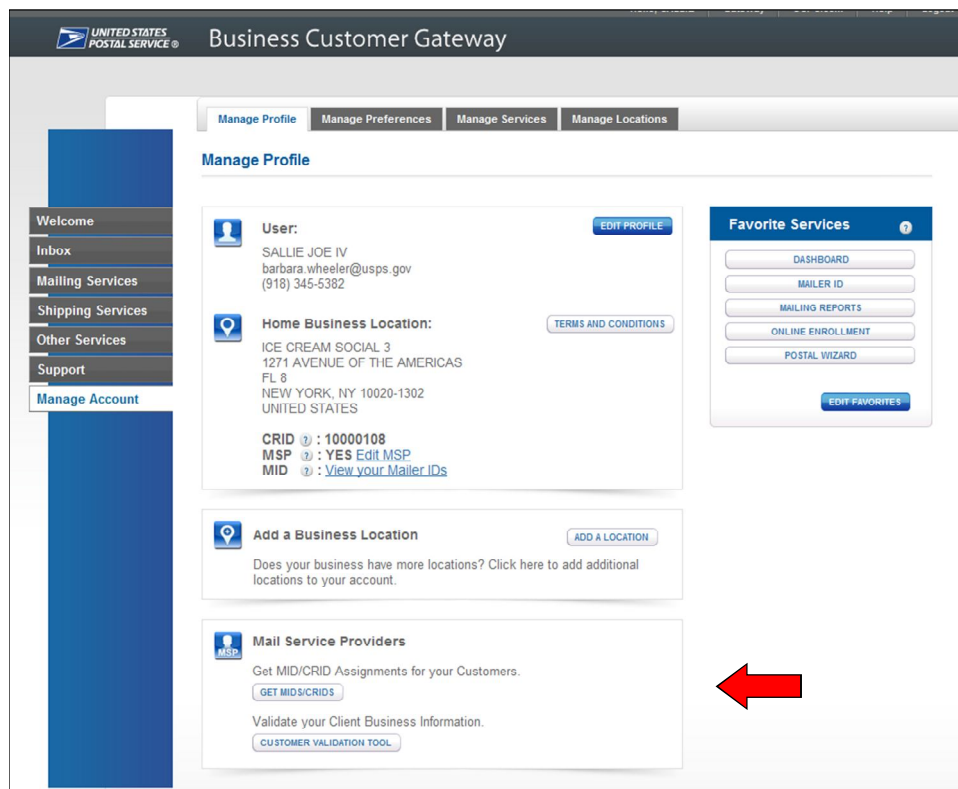 UNITED STATES
POSTAL SERVICE ®
Business Customer Gateway
Manage Profile
Manage Preferences
Manage Services
Manage Locations
Manage Profile
Welcome
Inbox
Mailing Services
Shipping Services
Other Services
Support
Manage Account
User:
EDIT PROFILE
SALLIE JOE IV
barbara.wheeler@usps.gov
(918) 345-5382
Home Business Location:
TERMS AND CONDITIONS
ICE CREAM SOCIAL 3
1271 AVENUE OF THE AMERICAS
FL 8
NEW YORK, NY 10020-1302
UNITED STATES
CRID ? : 10000108
MSP ? : YES Edit MSP
MID ? : View your Mailer IDs
Add a Business Location
ADD A LOCATION
Does your business have more locations? Click here to add additional
locations to your account.
MSP
Mail Service Providers
Get MID/CRID Assignments for your Customers.
GET MIDS/CRIDS
Validate your Client Business Information.
CUSTOMER VALIDATION TOOL
Favorite Services ?
DASHBOARD
MAILER ID
MAILING REPORTS
ONLINE ENROLLMENT
POSTAL WIZARD
EDIT FAVORITES